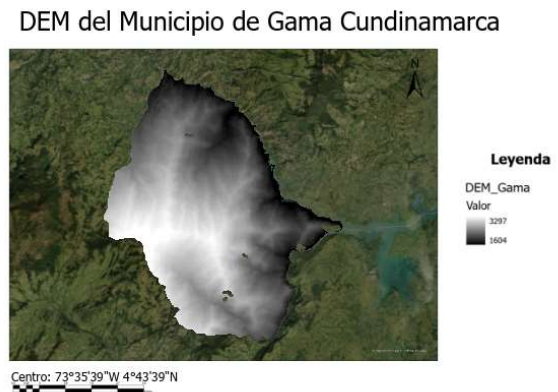 DEM del Municipio de Gama Cundinamarca
N
Leyenda
DEM_Gama
Valor
3297
1604
Centro: 73°35'39"W 4°43'39"N